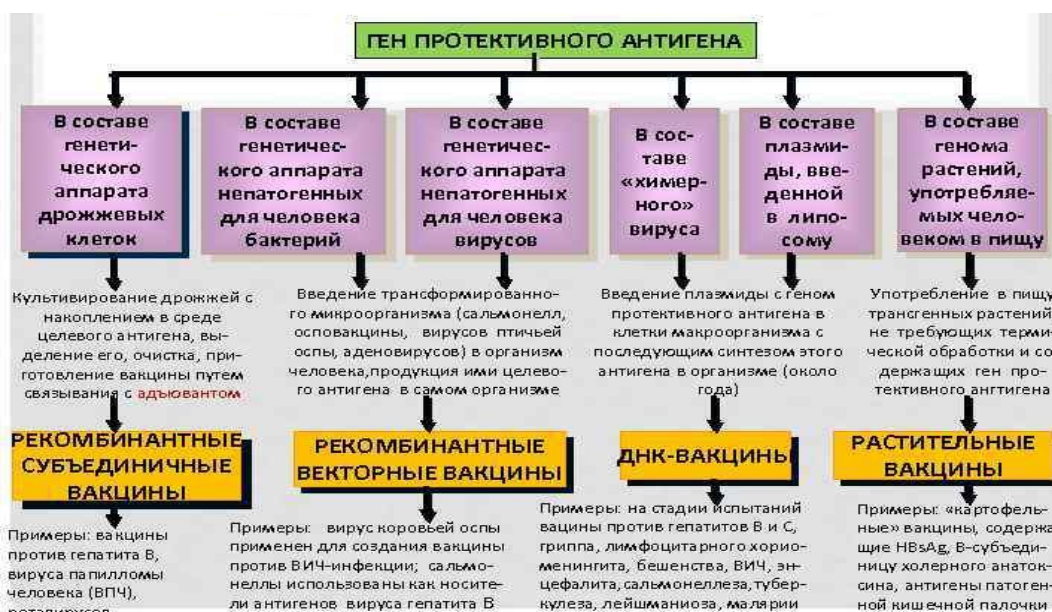 ГЕН ПРОТЕКТИВНОГО АНТИГЕНА
В составе
генети-
ческого
аппарата
дрожжевых
клеток
В составе
генетичес-
кого аппарата
непатогенных
для человека
бактерий
В составе
генетичес-
кого аппарата
непатогенных
для человека
вирусов
В сос-
таве
«химер-
ного»
вируса
В составе
плазми-
ды, вве-
денной
в липо-
сому
В составе
генома
растений,
употребляе-
мых чело-
веком в пищу
Культивирование дрожжей с
накоплением в среде
целевого антигена, вы-
деление его, очистка, при-
готовление вакцины путем
связывания с адъювантом
Введение трансформированно-
го микроорганизма (сальмонелл,
осповакцины, вирусов птичьей
оспы, аденовирусов) в организм
человека,продукция ими целево-
го антигена в самом организме
Введение плазмиды с геном
протективного антигена в
клетки макроорганизма с
последующим синтезом этого
антигена в организме (около
года)
Употребление в пищу
трансгенных растений,
не требующих терми-
ческой обработки и со-
держащих ген про-
тективного ангтигена
РЕКОМБИНАНТНЫЕ
СУБЪЕДИНИЧНЫЕ
ВАКЦИНЫ
РЕКОМБИНАНТНЫЕ
ВЕКТОРНЫЕ ВАКЦИНЫ
ДНК-ВАКЦИНЫ
РАСТИТЕЛЬНЫЕ
ВАКЦИНЫ
Примеры: вакцины
против гепатита В,
вируса папилломы
человека (ВПЧ),
ротавирусов
Примеры: вирус коровьей оспы
применен для создания вакцины
против ВИЧ-инфекции; сальмо-
неллы использованы как носите-
ли антигенов вируса гепатита В
Примеры: на стадии испытаний
вацины против гепатитов В и С,
гриппа, лимфоцитарного хорио-
менингита, бешенства, ВИЧ, эн-
цефалита,сальмонеллеза,тубер-
кулеза, лейшманиоза, малярии
Примеры: «картофель-
ные» вакцины, содержа
щие HBsAg, В-субъеди-
ницу холерного анаток-
сина, антигены патоген-
ной кишечной палочки